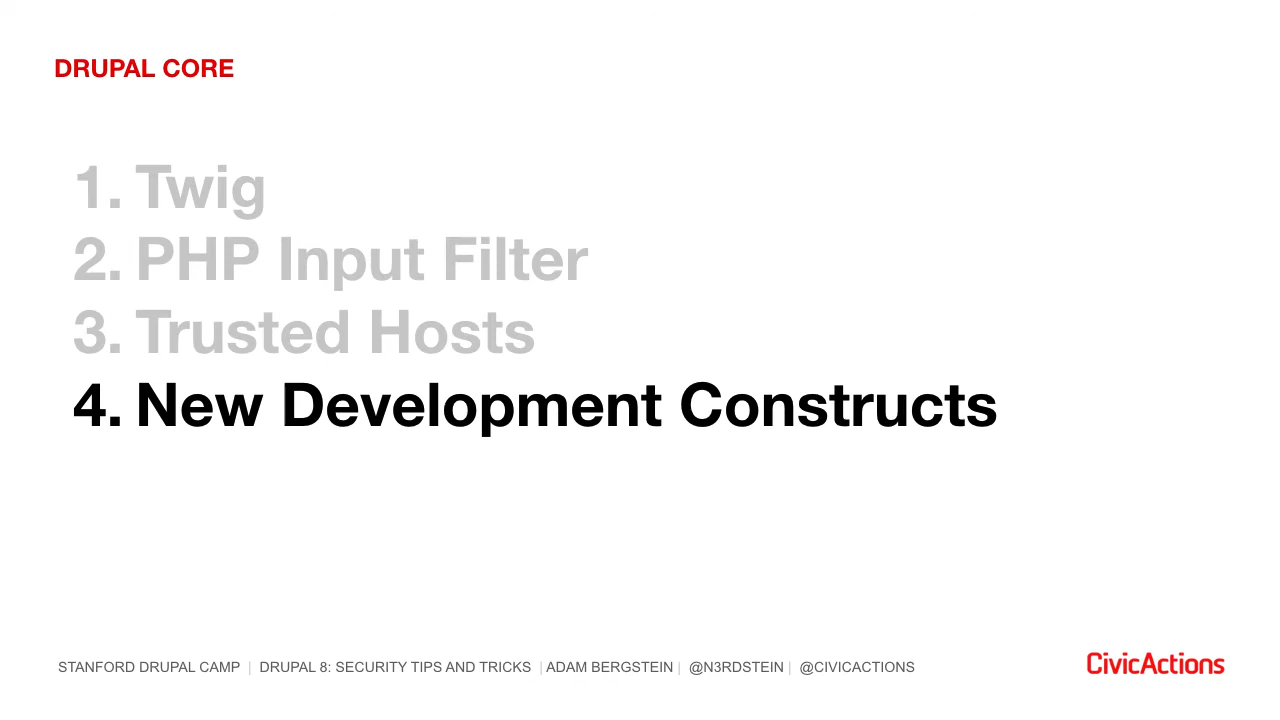 DRUPAL CORE
1. Twig
2. PHP Input Filter
3. Trusted Hosts
4. New Development Constructs
STANFORD DRUPAL CAMP | DRUPAL 8: SECURITY TIPS AND TRICKS | ADAM BERGSTEIN | @N3RDSTEIN | @CIVICACTIONS
CivicActions